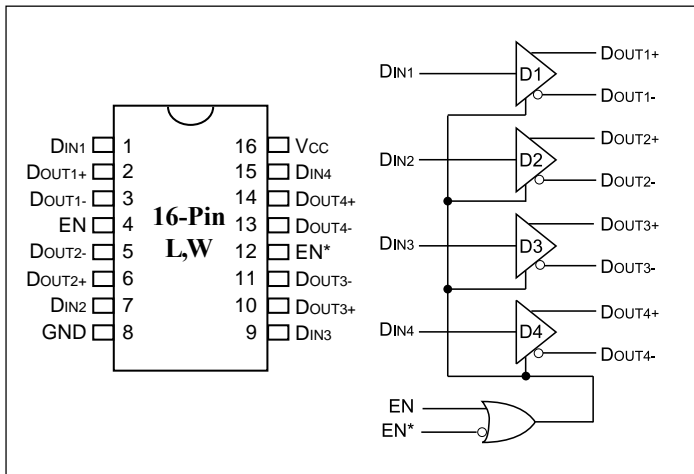 DIN1 1 16 VCC
DOUT1+ 2 15 DIN4
DOUT1- 3 14 DOUT4+
EN 4 13 DOUT4-
DOUT2- 5 12 EN*
DOUT2+ 6 11 DOUT3-
DIN2 7 10 DOUT3+
GND 8 9 DIN3
16-Pin
L,W
DIN1 D1 DOUT1+
DOUT1-
DIN2 D2 DOUT2+
DOUT2-
DIN3 D3 DOUT3+
DOUT3-
DIN4 D4 DOUT4+
DOUT4-
EN
EN*